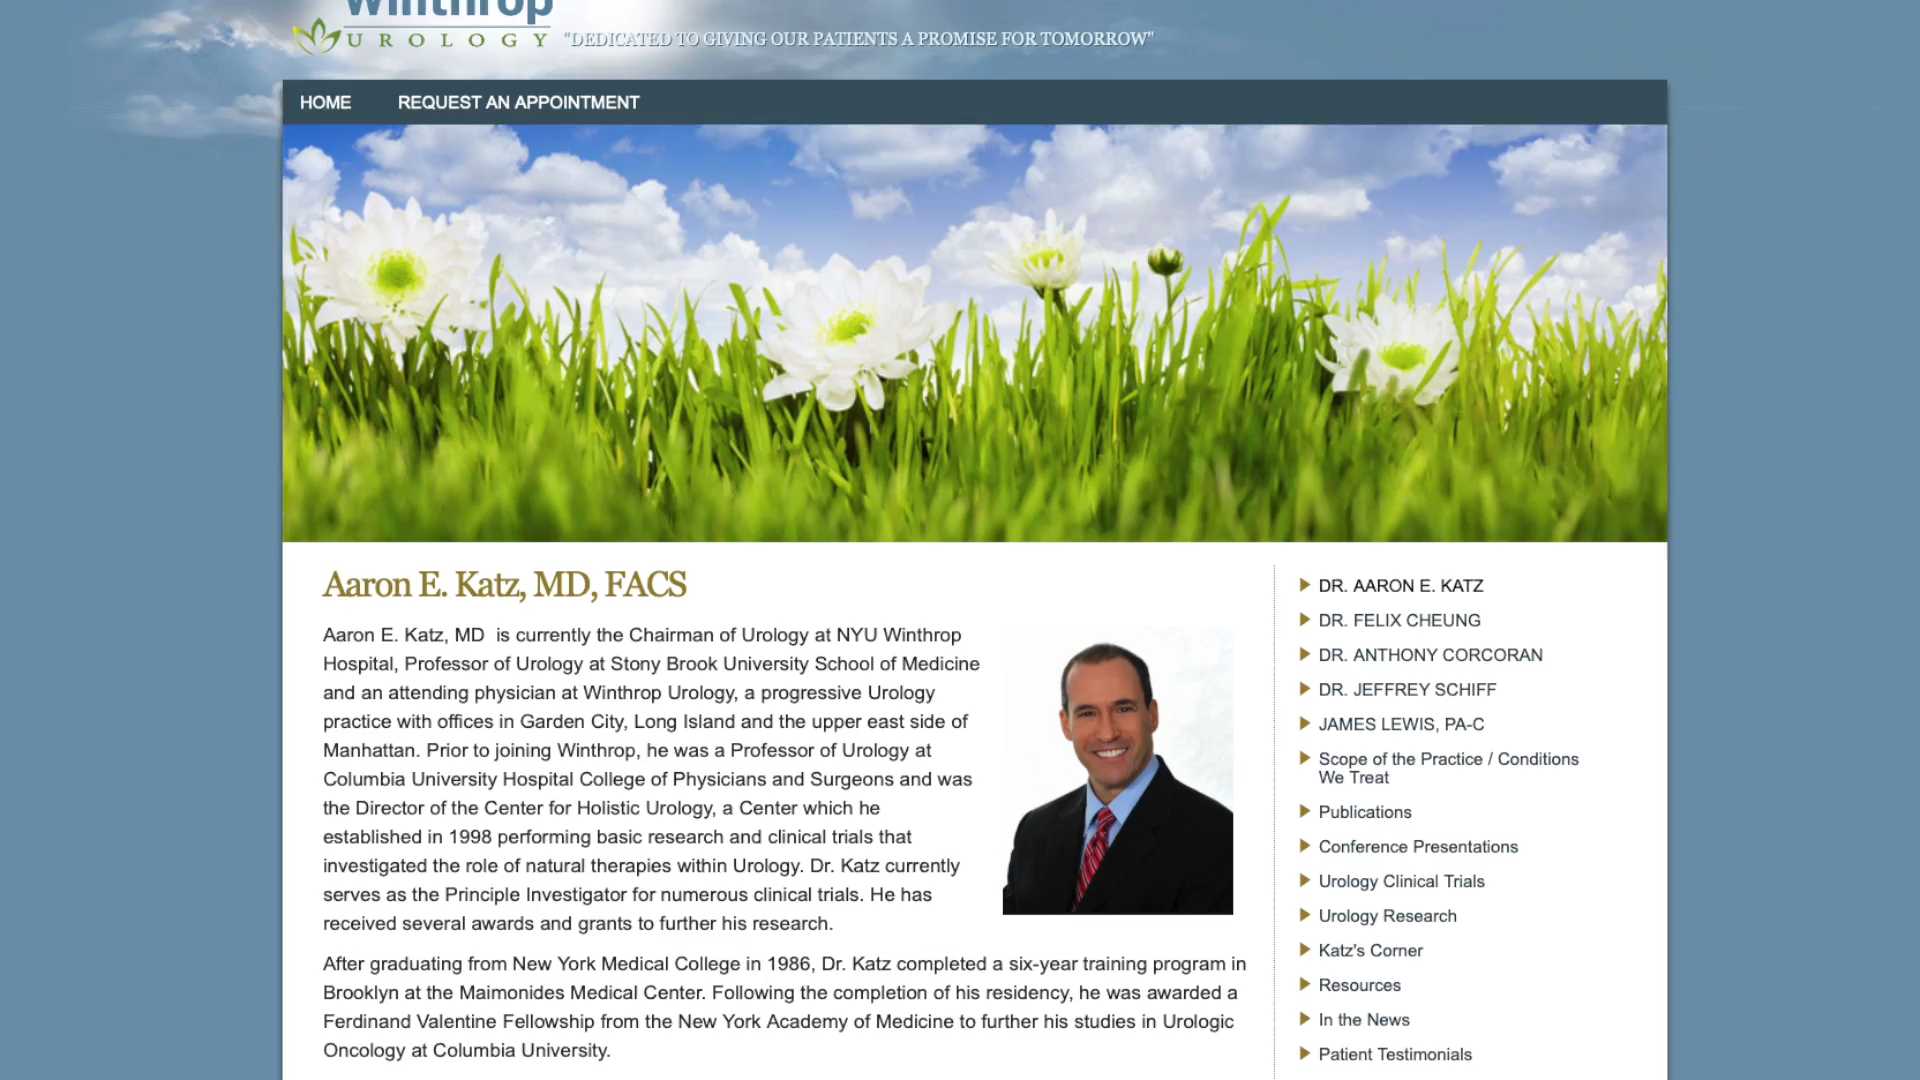 Winthrop
UROLOGY
"DEDICATED TO GIVING OUR PATIENTS A PROMISE FOR TOMORROW"
HOME
REQUEST AN APPOINTMENT
Aaron E. Katz, MD, FACS
Aaron E. Katz, MD is currently the Chairman of Urology at NYU Winthrop
Hospital, Professor of Urology at Stony Brook University School of Medicine
and an attending physician at Winthrop Urology, a progressive Urology
practice with offices in Garden City, Long Island and the upper east side of
Manhattan. Prior to joining Winthrop, he was a Professor of Urology at
Columbia University Hospital College of Physicians and Surgeons and was
the Director of the Center for Holistic Urology, a Center which he
established in 1998 performing basic research and clinical trials that
investigated the role of natural therapies within Urology. Dr. Katz currently
serves as the Principle Investigator for numerous clinical trials. He has
received several awards and grants to further his research.
After graduating from New York Medical College in 1986, Dr. Katz completed a six-year training program in
Brooklyn at the Maimonides Medical Center. Following the completion of his residency, he was awarded a
Ferdinand Valentine Fellowship from the New York Academy of Medicine to further his studies in Urologic
Oncology at Columbia University.
DR. AARON E. KATZ
DR. FELIX CHEUNG
DR. ANTHONY CORCORAN
DR. JEFFREY SCHIFF
JAMES LEWIS, PA-C
Scope of the Practice / Conditions
We Treat
Publications
Conference Presentations
Urology Clinical Trials
Urology Research
Katz's Corner
Resources
In the News
Patient Testimonials